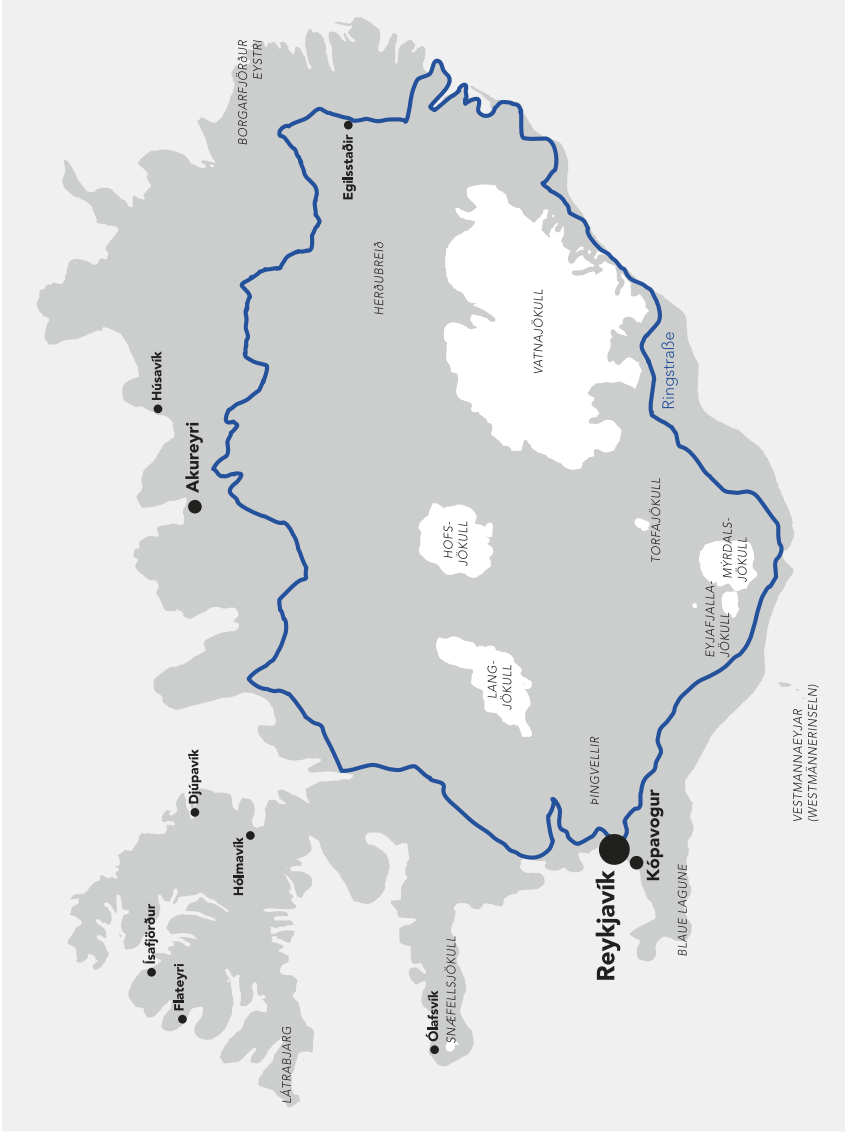 Ísafjörður
Húsavík
Flateyri
Djúpavík
Akureyri
Hólmavík
BORGARFJÖRðUR
EYSTRI
LÁTRABJARG
Egilsstaðir
HERðUBREIð
Ólafsvík
SNÆFELLSJÖKULL
HOFS-
JÖKULL
LANG-
JÖKULL
VATNAJÖKULL
ÞINGVELLIR
Reykjavík
Kópavogur
TORFAJÖKULL
Ringstraße
BLAUE LAGUNE
EYJAFJALLA-
JÖKULL
MÝRDALS-
JÖKULL
VESTMANNAEYJAR
(WESTMÄNNERINSELN)